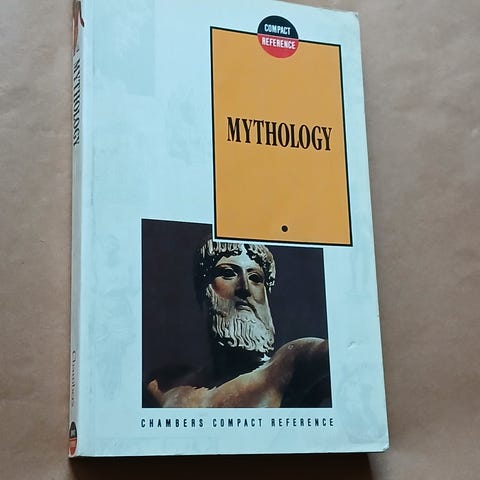 COMPACT
REFERENCE
MYTHOLOGY
CHAMBERS COMPACT REFERENCE
MYTHOLOGY
Chambers